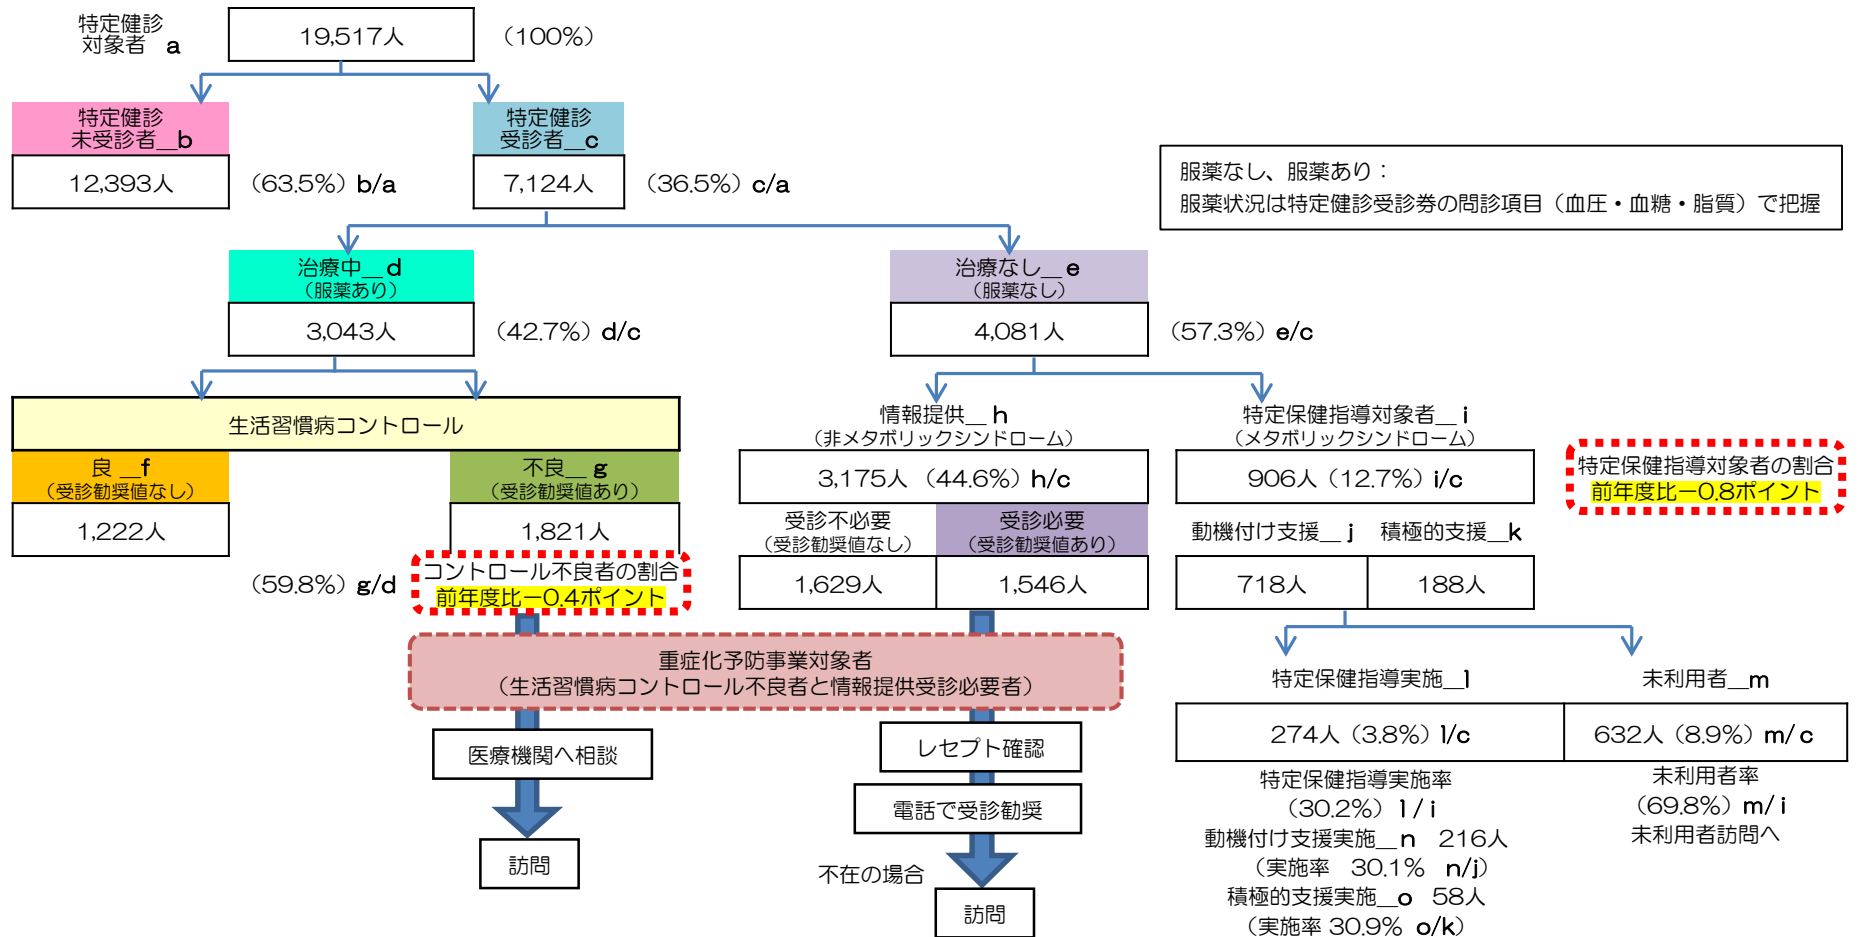 特定健診
対象者 a
19,517人
（100%）
特定健診
未受診者__b
特定健診
受診者__c
12,393人
（63.5%）b/a
7,124人
（36.5%）c/a
服薬なし、服薬あり：
服薬状況は特定健診受診券の問診項目（血圧・血糖・脂質）で把握
治療中__d
（服薬あり）
治療なし__e
（服薬なし）
3,043人
（42.7%）d/c
4,081人
（57.3%）e/c
生活習慣病コントロール
良__f
（受診勧奨値なし）
不良__g
（受診勧奨値あり）
1,222人
1,821人
（59.8%）g/d
コントロール不良者の割合
前年度比－0.4ポイント
情報提供__h
（非メタボリックシンドローム）
3,175人（44.6%）h/c
受診不必要
（受診勧奨値なし）
受診必要
（受診勧奨値あり）
1,629人
1,546人
特定保健指導対象者__i
（メタボリックシンドローム）
906人（12.7%）i/c
特定保健指導対象者の割合
前年度比－0.8ポイント
動機付け支援__j
積極的支援__k
718人
188人
重症化予防事業対象者
（生活習慣病コントロール不良者と情報提供受診必要者）
医療機関へ相談
訪問
レセプト確認
電話で受診勧奨
不在の場合
訪問
特定保健指導実施__l
未利用者__m
274人（3.8%）l/c
632人（8.9%）m/c
特定保健指導実施率
（30.2%）l/i
動機付け支援実施__n 216人
（実施率 30.1% n/j）
積極的支援実施__o 58人
（実施率 30.9% o/k）
未利用者率
（69.8%）m/i
未利用者訪問へ